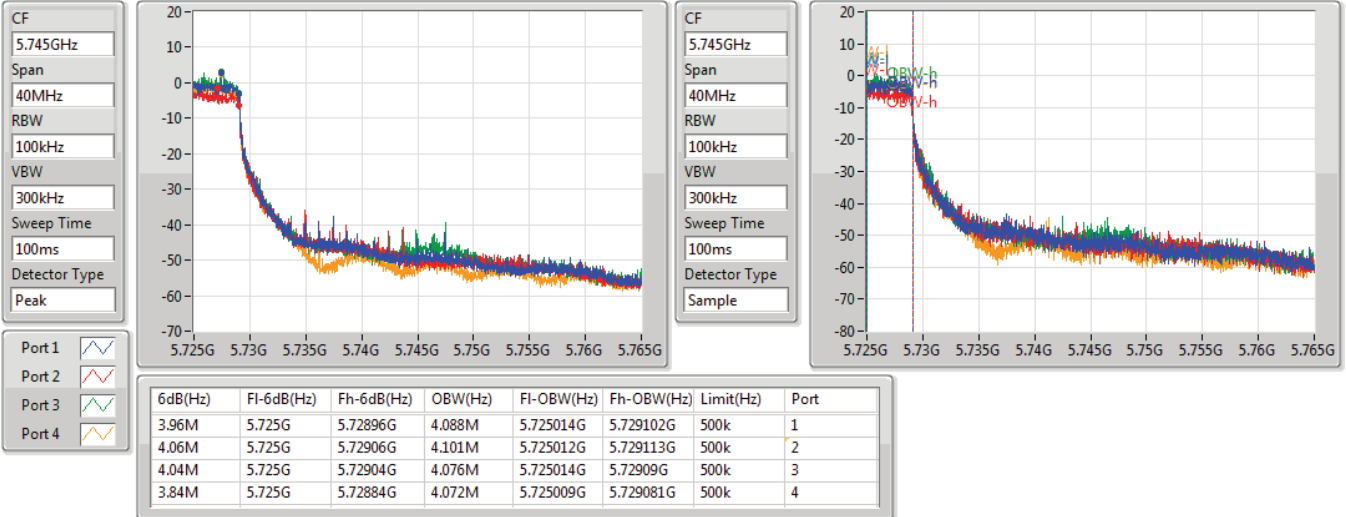 CF
5.745GHz
Span
40MHz
RBW
100kHz
VBW
300kHz
Sweep Time
100ms
Detector Type
Peak
20
10
0
-10
-20
-30
-40
-50
-60
-70
5.725G 5.73G 5.735G 5.74G 5.745G 5.75G 5.755G 5.76G 5.765G
CF
5.745GHz
Span
40MHz
RBW
100kHz
VBW
300kHz
Sweep Time
100ms
Detector Type
Sample
20
10
0
-10
-20
-30
-40
-50
-60
-70
-80
OBW-h
OBW-h
OBW-h
5.725G 5.73G 5.735G 5.74G 5.745G 5.75G 5.755G 5.76G 5.765G
Port 1
Port 2
Port 3
Port 4
6dB(Hz) Fl-6dB(Hz) Fh-6dB(Hz) OBW(Hz) Fl-OBW(Hz) Fh-OBW(Hz) Limit(Hz) Port
3.96M 5.725G 5.72896G 4.088M 5.725014G 5.729102G 500k 1
4.06M 5.725G 5.72906G 4.101M 5.725012G 5.729113G 500k 2
4.04M 5.725G 5.72904G 4.076M 5.725014G 5.72909G 500k 3
3.84M 5.725G 5.72884G 4.072M 5.725009G 5.729081G 500k 4